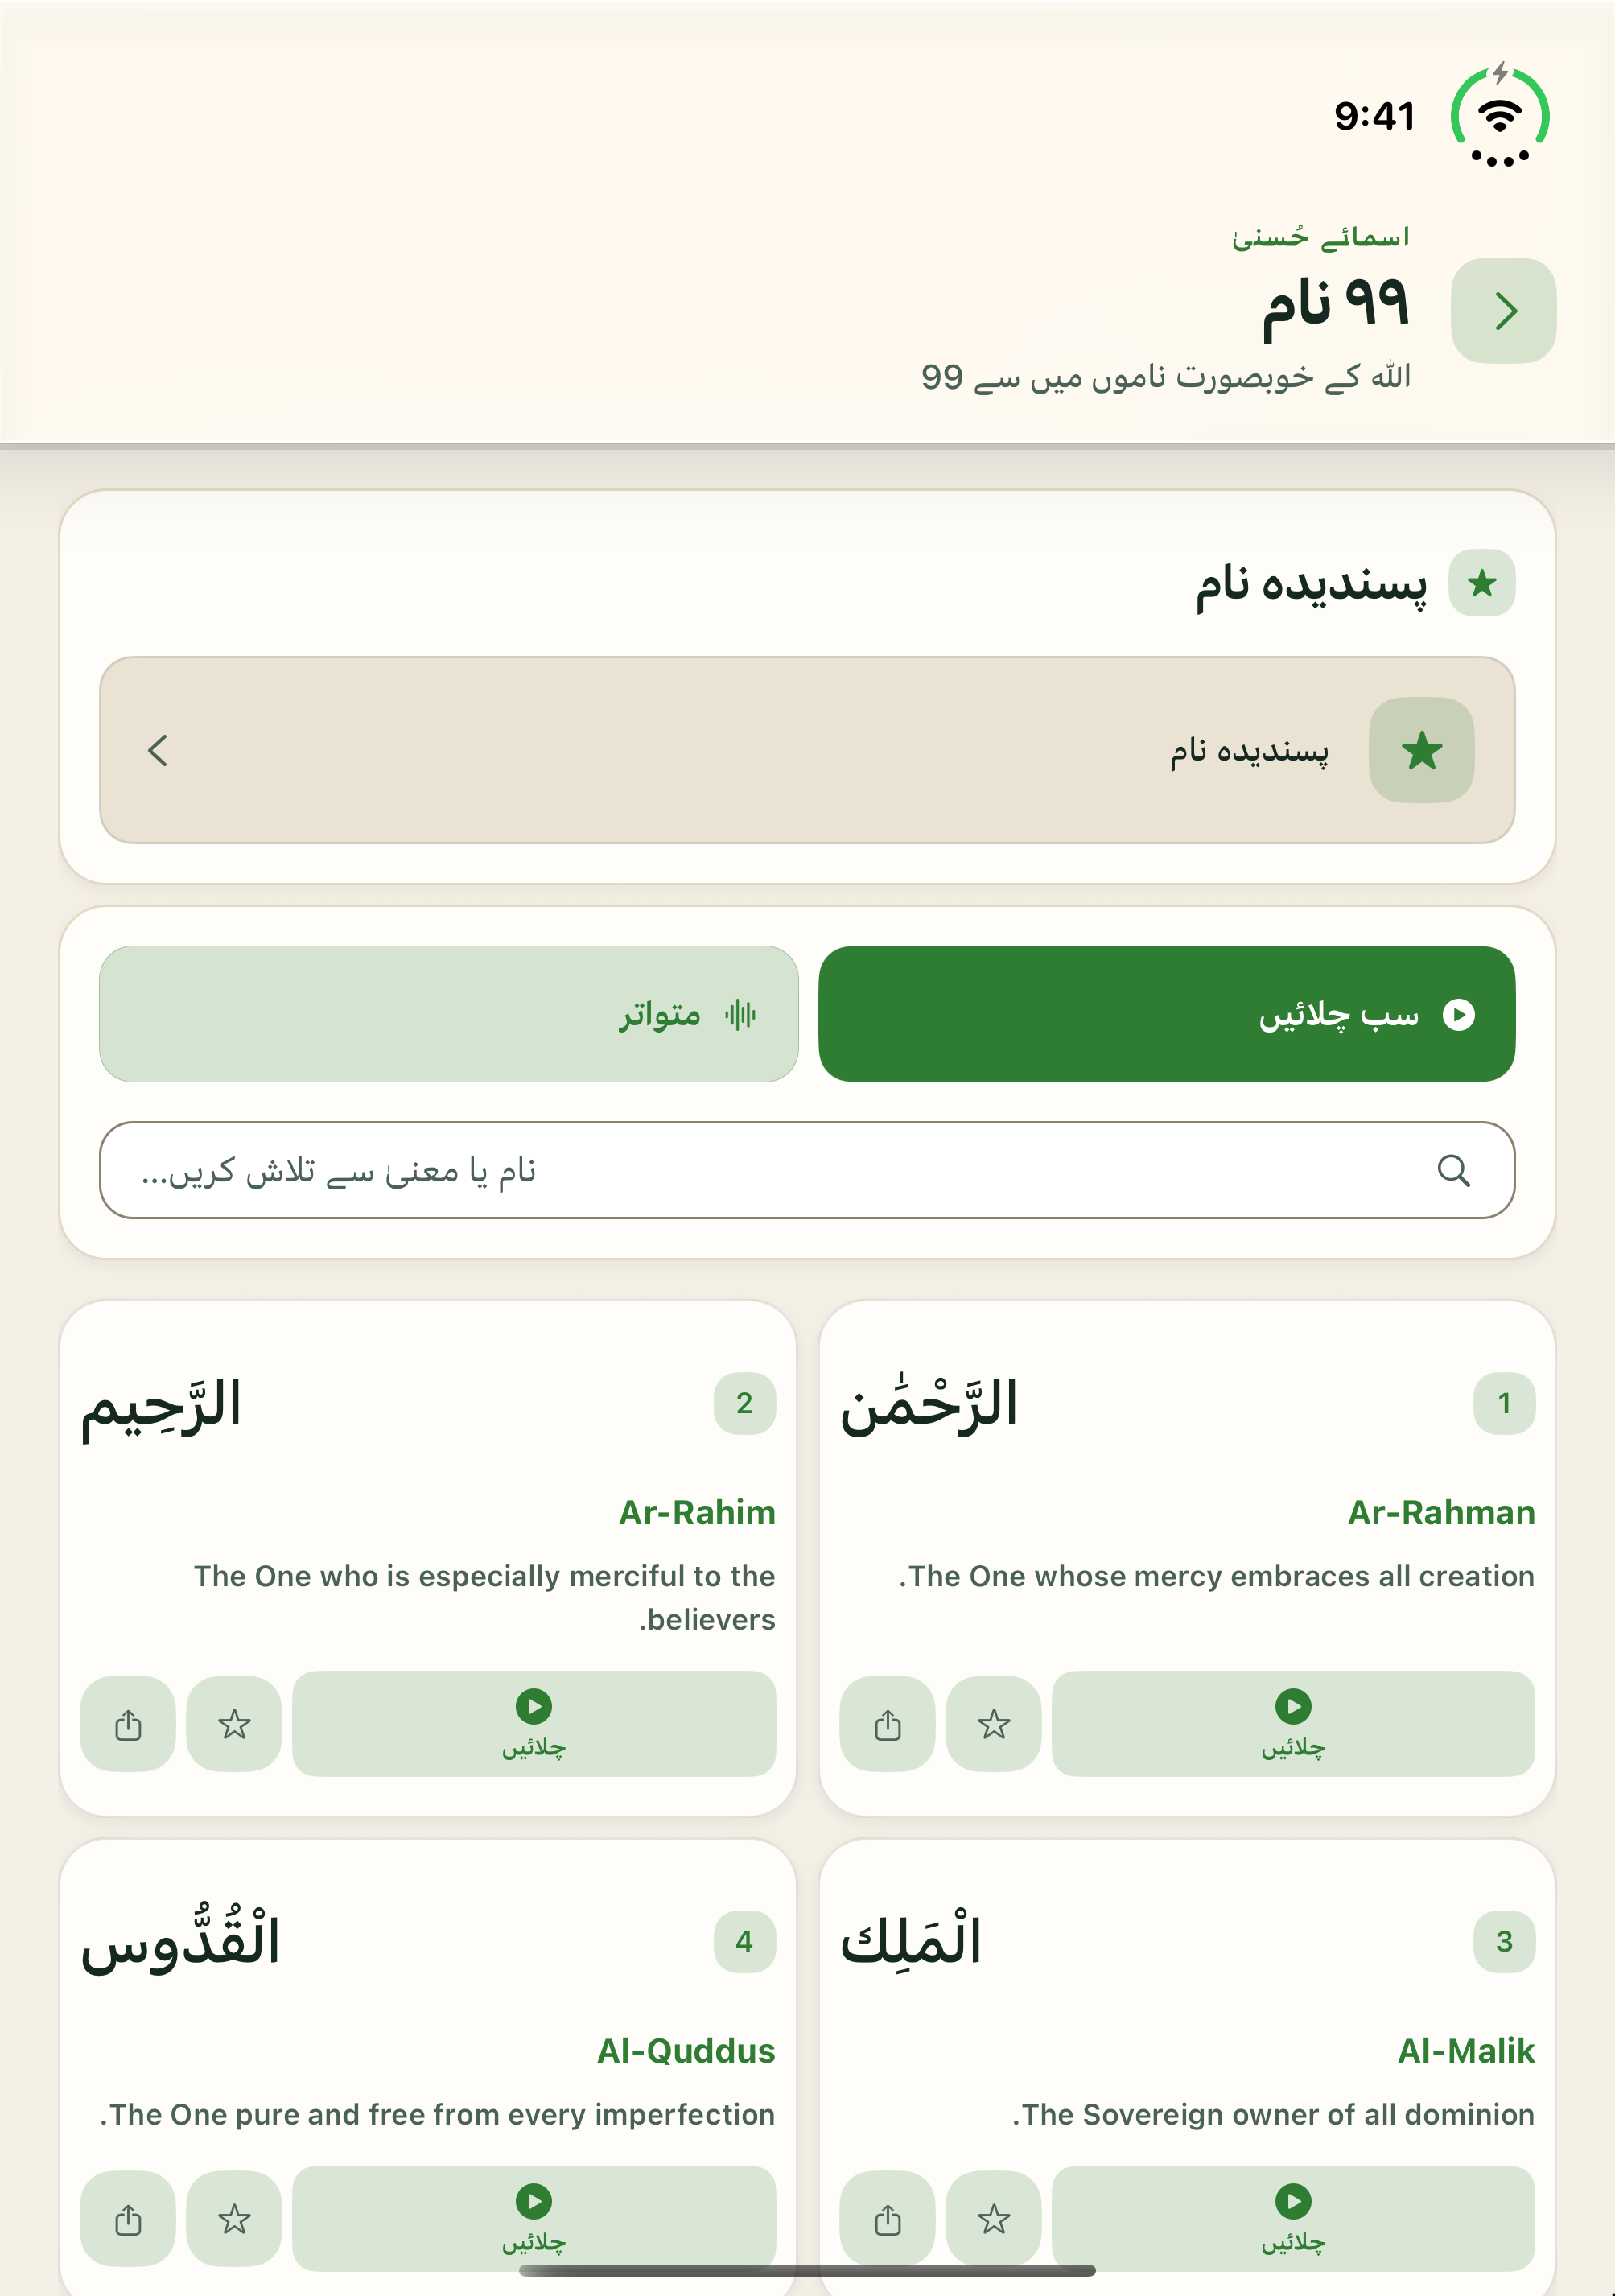 9:41
اسمائے حُسنیٰ
۹۹ نام
اللہ کے خوبصورت ناموں میں سے 99
پسندیدہ نام
پسندیدہ نام
سب چلائیں
متواتر
نام یا معنیٰ سے تلاش کریں...
1
الرَّحْمَٰن
Ar-Rahman
The One whose mercy embraces all creation.
چلائیں
2
الرَّحِيم
Ar-Rahim
The One who is especially merciful to the
believers.
چلائیں
3
الْمَلِك
Al-Malik
The Sovereign owner of all dominion.
چلائیں
4
الْقُدُّوس
Al-Quddus
The One pure and free from every imperfection.
چلائیں